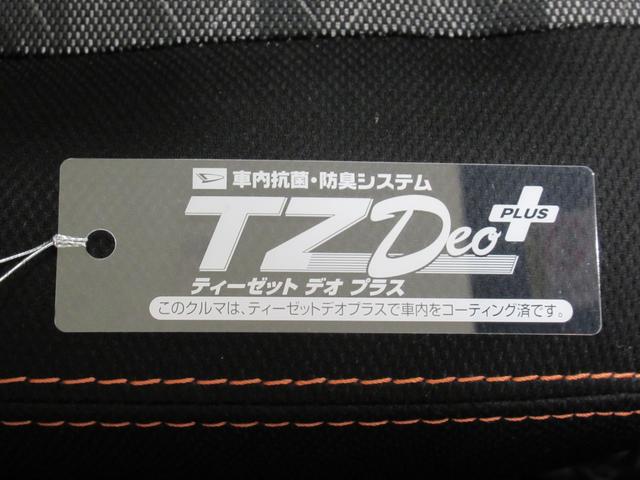 車内抗菌・防臭システム
TZ Deo PLUS
ティーゼット デオ プラス
このクルマは、ティーゼットデオプラスで車内をコーティング済です。